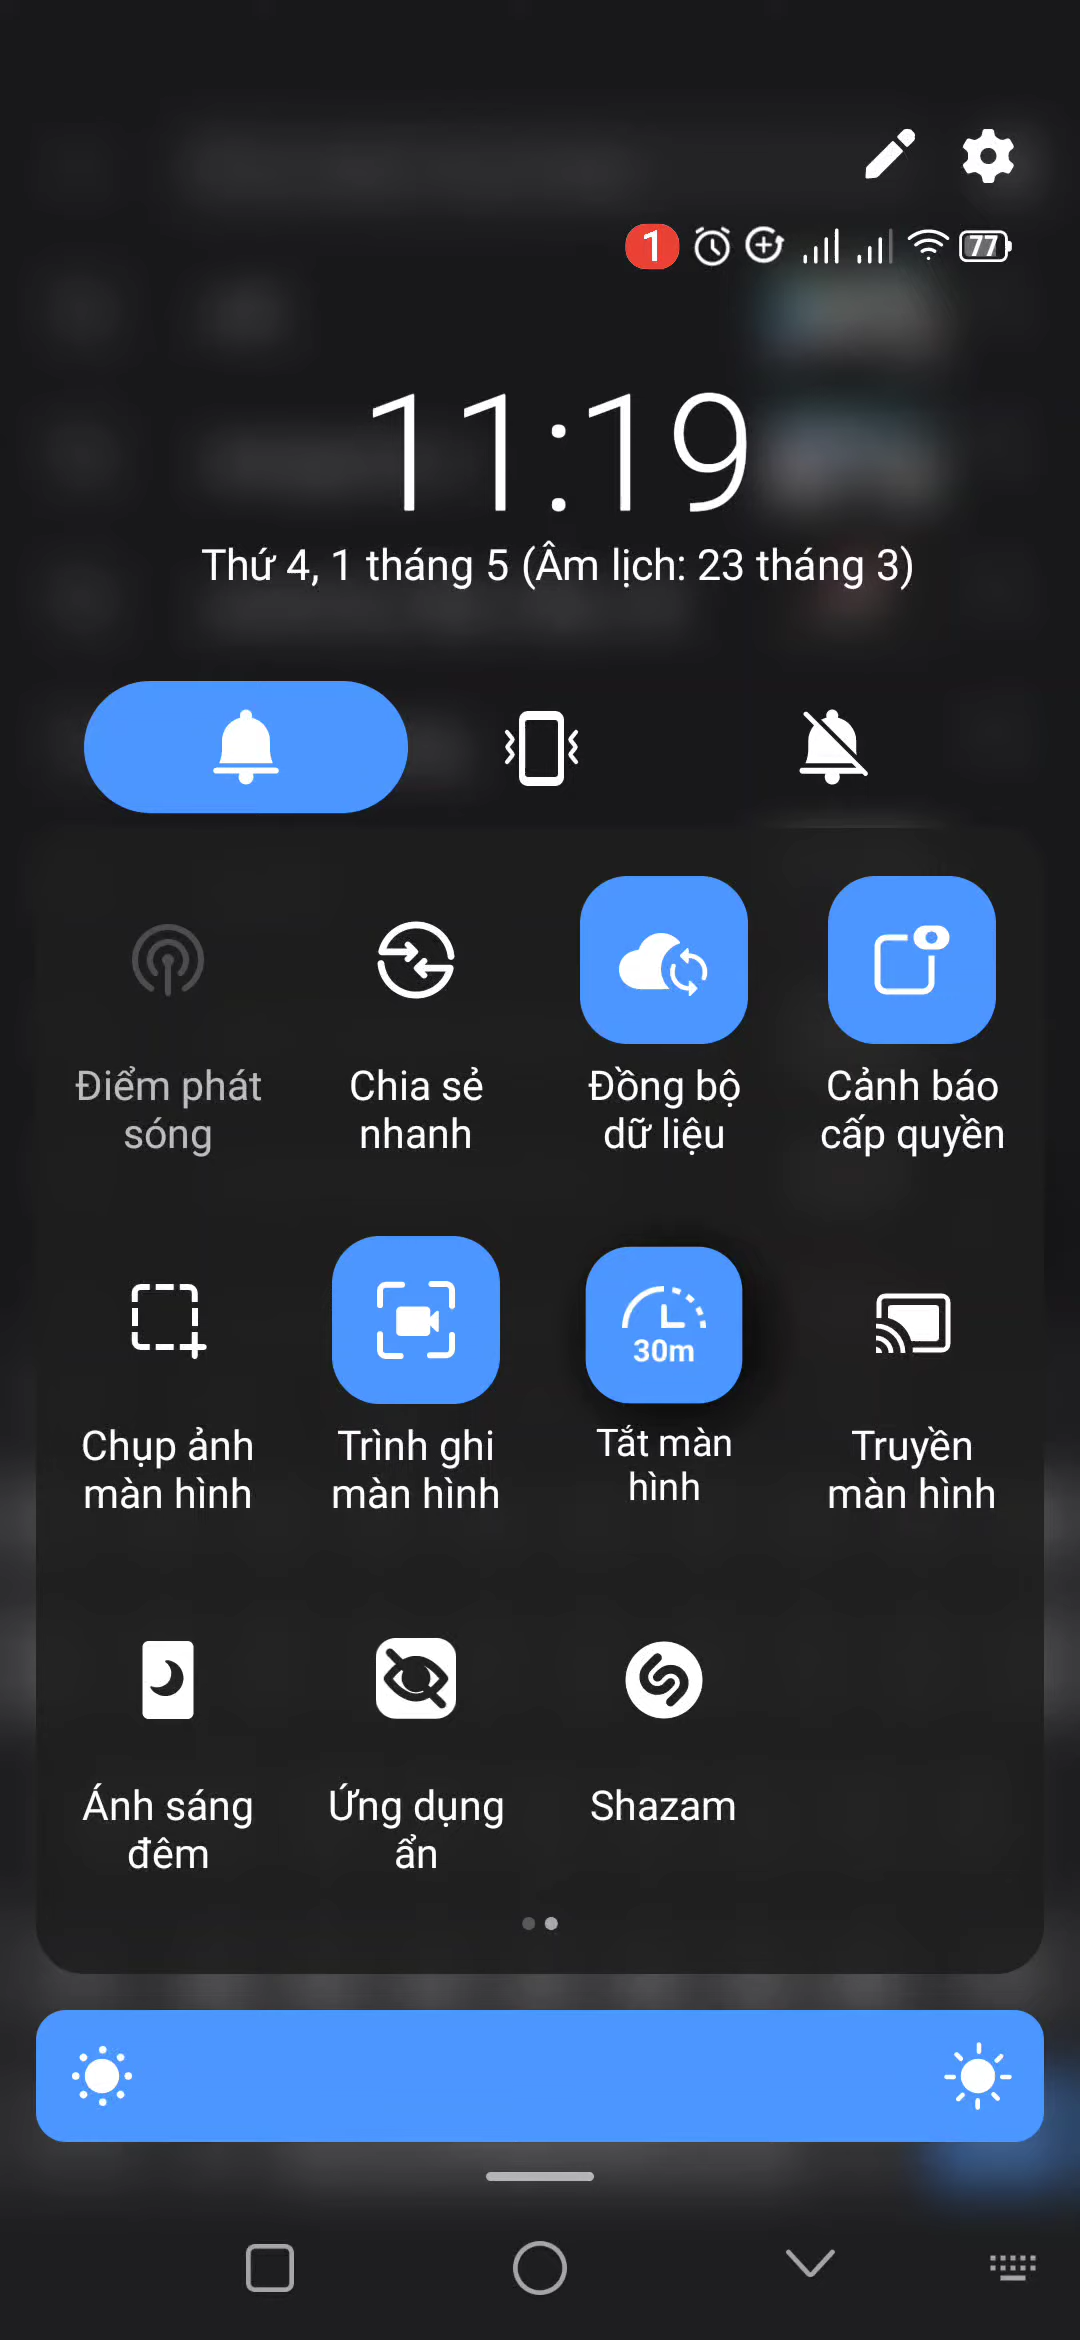 1
77
11:19
Thứ 4, 1 tháng 5 (Âm lịch: 23 tháng 3)
Điểm phát
sóng
Chia sẻ
nhanh
Đồng bộ
dữ liệu
Cảnh báo
cấp quyền
30m
Chụp ảnh
màn hình
Trình ghi
màn hình
Tắt màn
hình
Truyền
màn hình
Ánh sáng
đêm
Ứng dụng
ẩn
Shazam